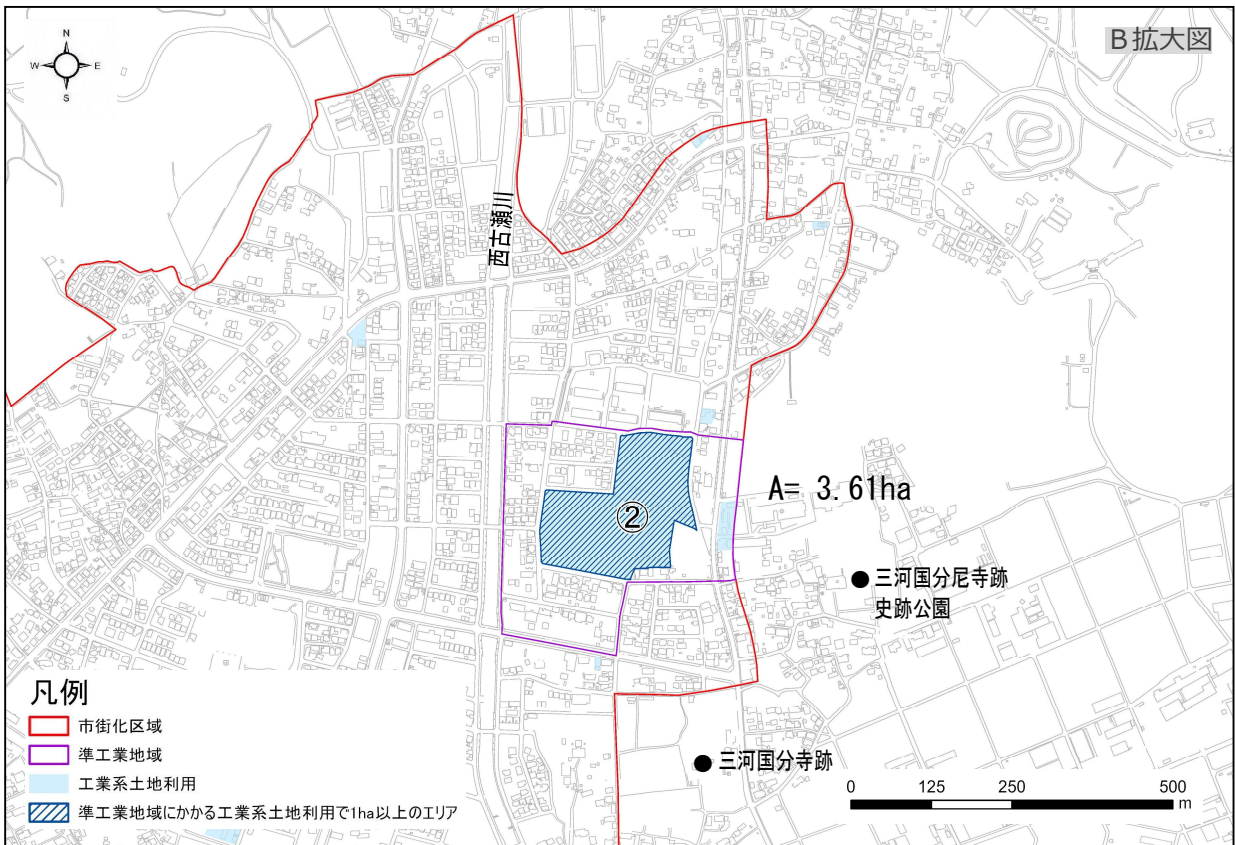 N
W E
S
B拡大図
西古瀬川
A= 3.61ha
②
三河国分尼寺跡
史跡公園
三河国分寺跡
凡例
市街化区域
準工業地域
工業系土地利用
準工業地域にかかる工業系土地利用で1ha以上のエリア
0 125 250 500
m